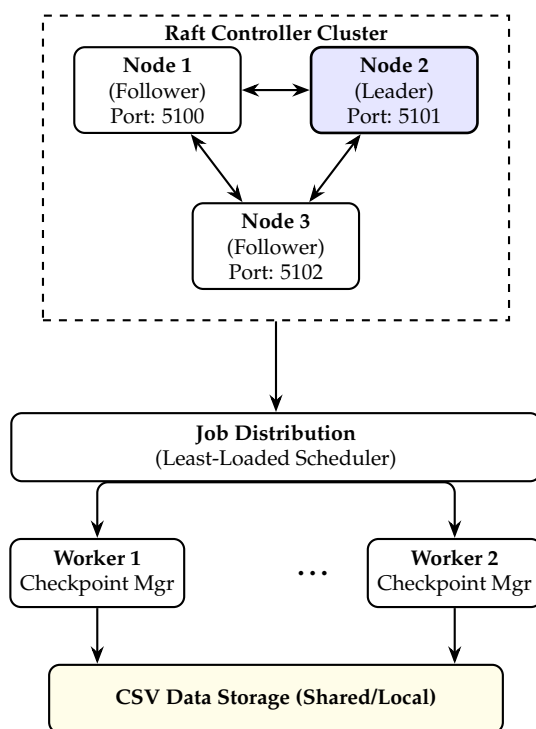 Raft Controller Cluster
Node 1
(Follower)
Port: 5100
Node 2
(Leader)
Port: 5101
Node 3
(Follower)
Port: 5102
Job Distribution
(Least-Loaded Scheduler)
Worker 1
Checkpoint Mgr
...
Worker 2
Checkpoint Mgr
CSV Data Storage (Shared/Local)